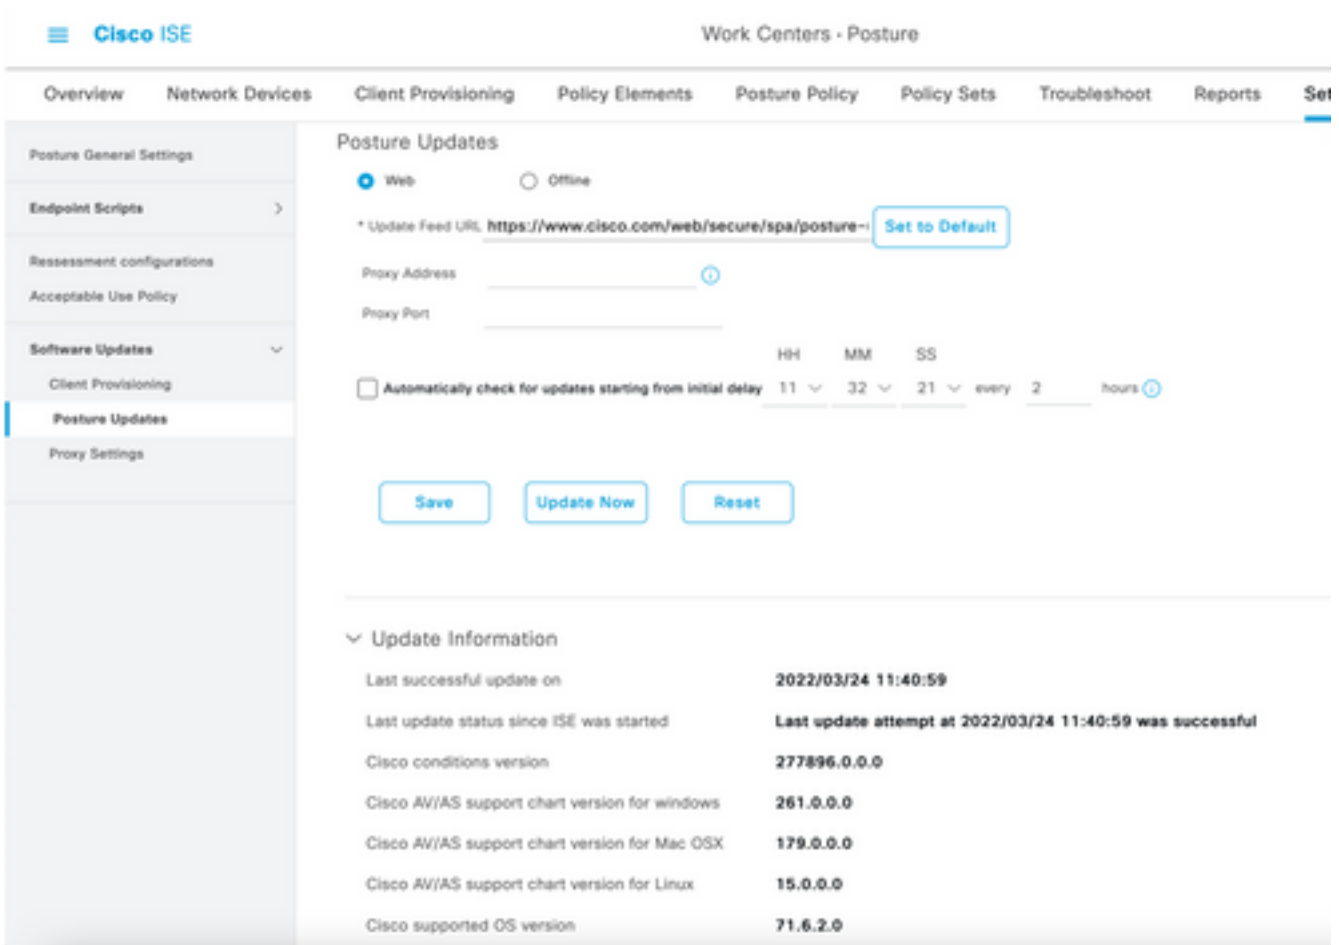 Cisco ISE
Work Centers · Posture
Overview Network Devices Client Provisioning Policy Elements Posture Policy Policy Sets Troubleshoot Reports Set
Posture General Settings
Endpoint Scripts
Ressessment configurations
Acceptable Use Policy
Software Updates
Client Provisioning
Posture Updates
Proxy Settings
Posture Updates
Web Offline
* Update Feed URL https://www.cisco.com/web/secure/spa/posture- Set to Default
Proxy Address
Proxy Port
HH MM SS
Automatically check for updates starting from initial delay 11 32 21 every 2 hours
Save Update Now Reset
Update Information
Last successful update on 2022/03/24 11:40:59
Last update status since ISE was started Last update attempt at 2022/03/24 11:40:59 was successful
Cisco conditions version 277896.0.0.0
Cisco AV/AS support chart version for windows 261.0.0.0
Cisco AV/AS support chart version for Mac OSX 179.0.0.0
Cisco AV/AS support chart version for Linux 15.0.0.0
Cisco supported OS version 71.6.2.0